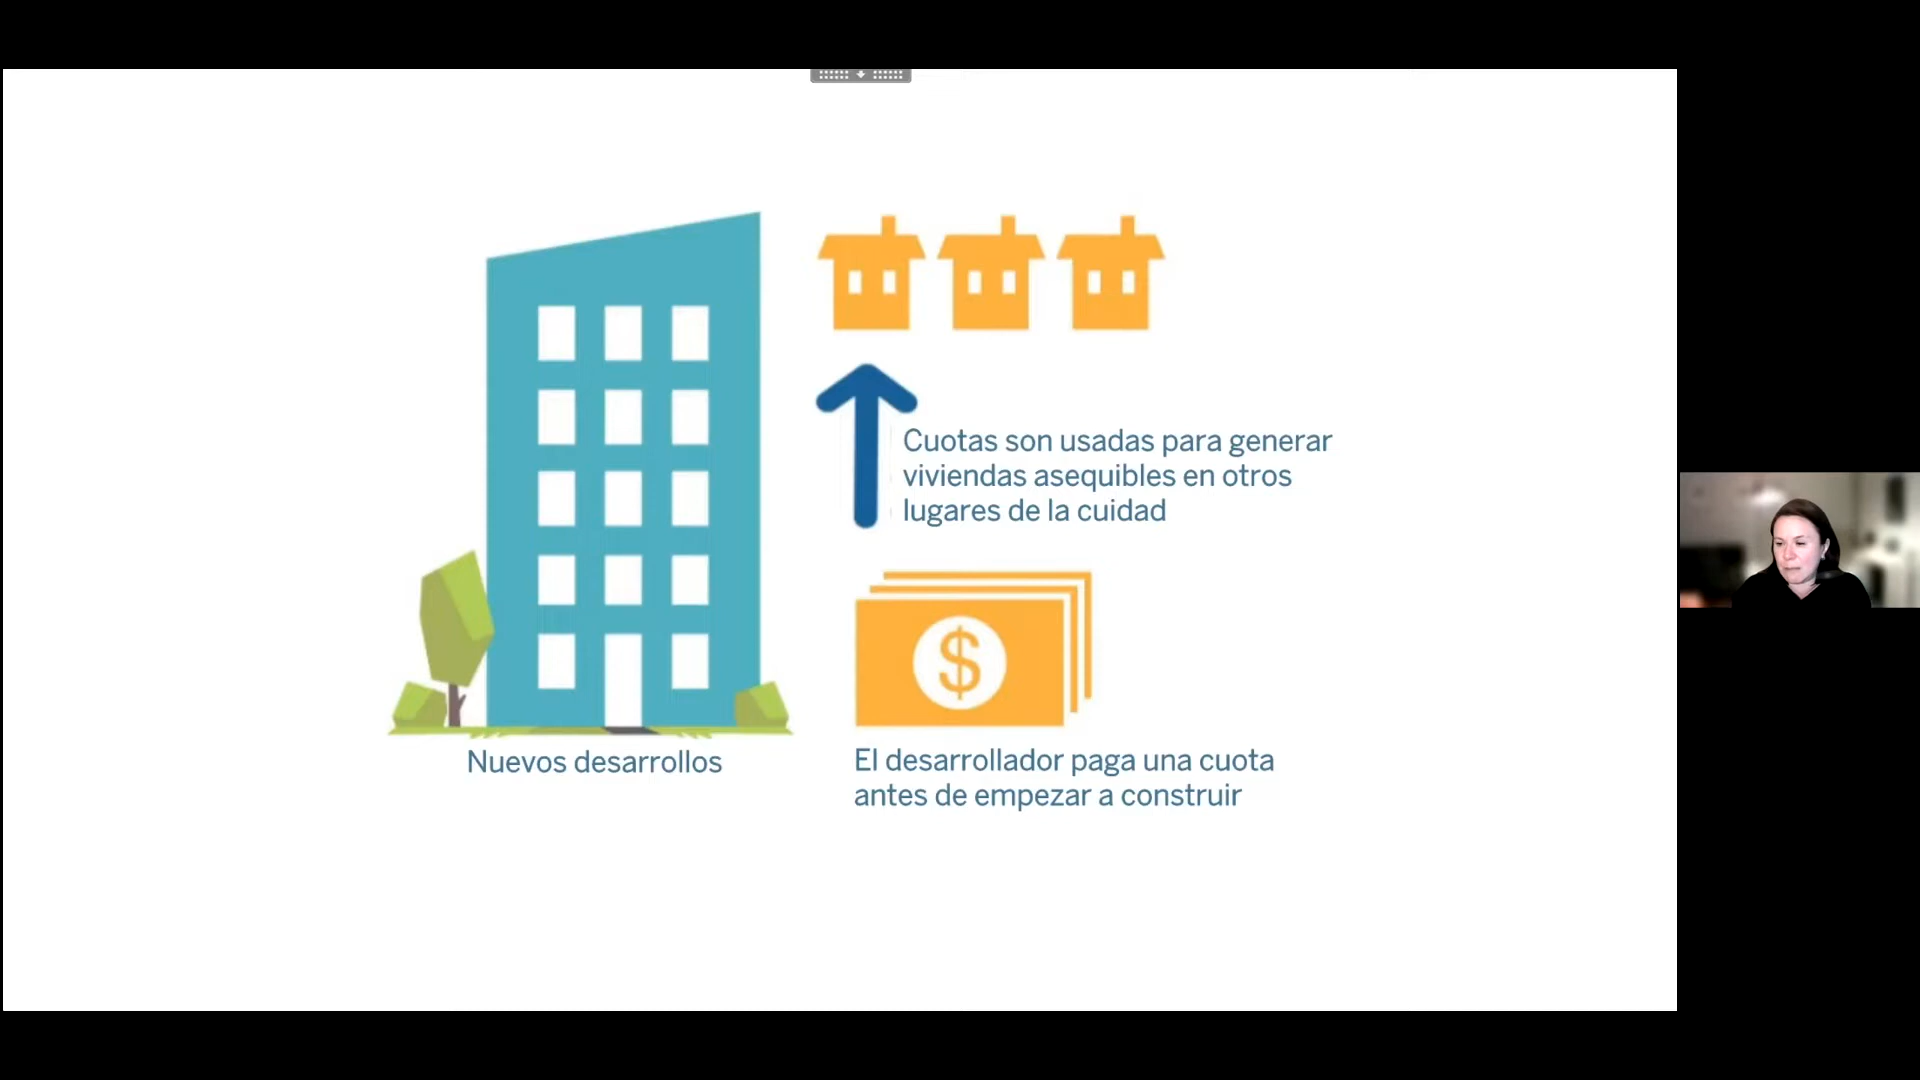 Cuotas son usadas para generar
viviendas asequibles en otros
lugares de la cuidad
$
Nuevos desarrollos
El desarrollador paga una cuota
antes de empezar a construir